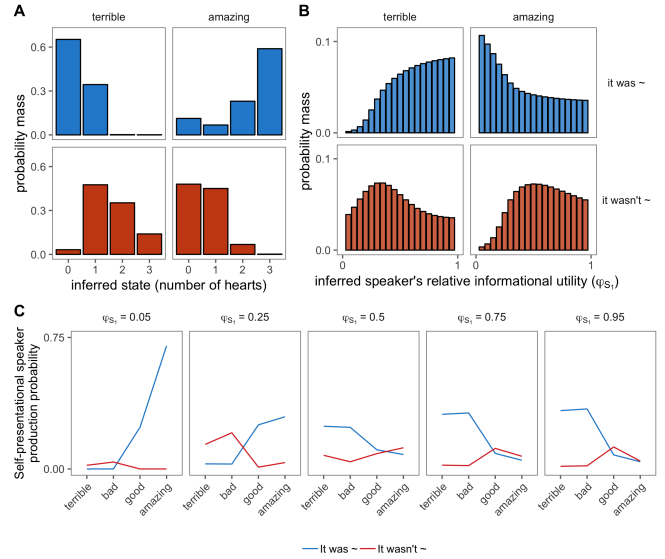 A
B
terrible
amazing
terrible
amazing
probability mass
0.6
0.3
0.0
0.6
0.3
0.0
0 1 2 3
0 1 2 3
inferred state (number of hearts)
probability mass
0.1
0.0
0.1
0.0
it was ~
it wasn't ~
0 1
0 1
inferred speaker's relative informational utility (φS1)
C
φS1 = 0.05
φS1 = 0.25
φS1 = 0.5
φS1 = 0.75
φS1 = 0.95
Self-presentational speaker
production probability
0.75
0.00
terrible bad good amazing
terrible bad good amazing
terrible bad good amazing
terrible bad good amazing
terrible bad good amazing
It was ~ It wasn't ~